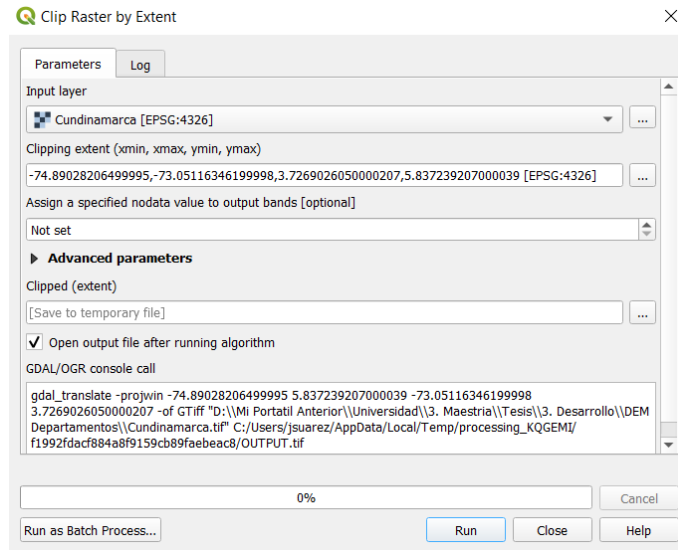 Clip Raster by Extent
Parameters
Log
Input layer
Cundinamarca [EPSG:4326]
...
Clipping extent (xmin, xmax, ymin, ymax)
-74.89028206499995,-73.05116346199998,3.7269026050000207,5.837239207000039 [EPSG:4326]
...
Assign a specified nodata value to output bands [optional]
Not set
Advanced parameters
Clipped (extent)
[Save to temporary file]
...
Open output file after running algorithm
GDAL/OGR console call
gdal_translate -projwin -74.89028206499995 5.837239207000039 -73.05116346199998
3.7269026050000207 -of GTiff "D:\\Mi Portatil Anterior\\Universidad\\3. Maestria\\Tesis\\3. Desarrollo\\DEM
Departamentos\\Cundinamarca.tif" C:/Users/jsuarez/AppData/Local/Temp/processing_KQGEMI/
f1992fdacf884a8f9159cb89faebeac8/OUTPUT.tif
0%
Cancel
Run as Batch Process...
Run
Close
Help